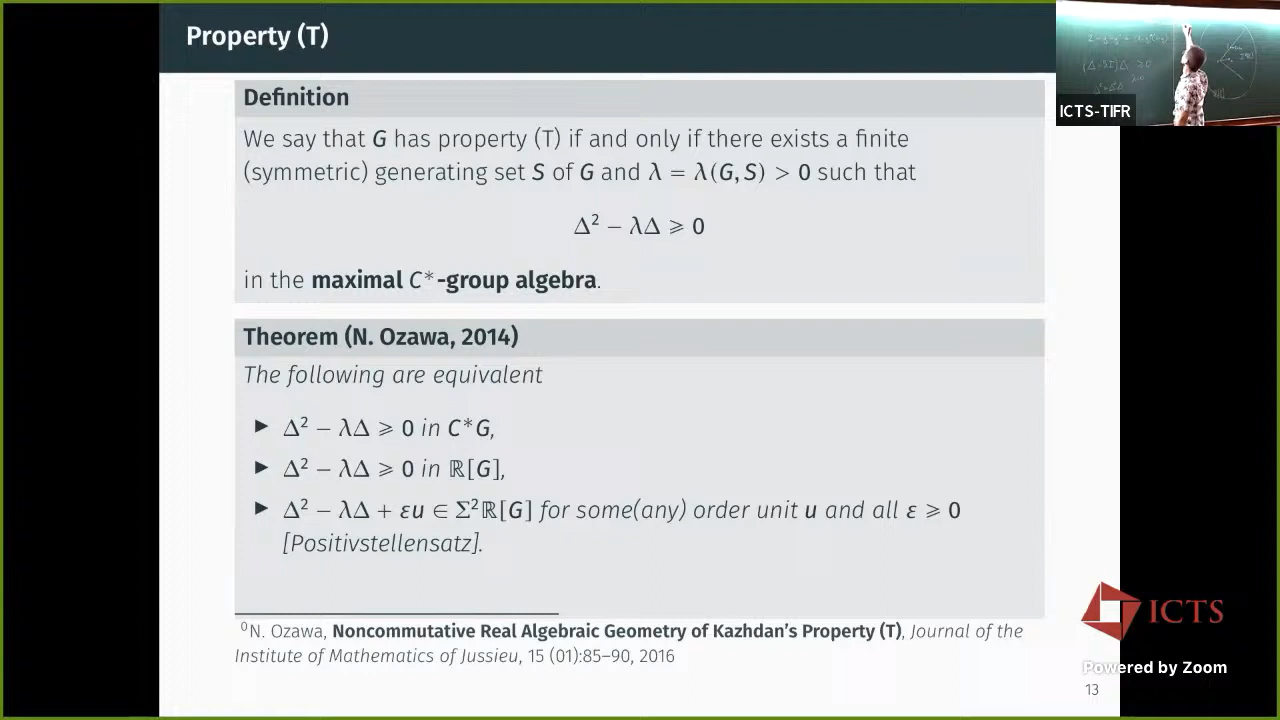 Property (T)
Definition
We say that G has property (T) if and only if there exists a finite
(symmetric) generating set S of G and λ = λ(G, S) > 0 such that
Δ² − λΔ ⩾ 0
in the maximal C*-group algebra.
Theorem (N. Ozawa, 2014)
The following are equivalent
▶ Δ² − λΔ ⩾ 0 in C*G,
▶ Δ² − λΔ ⩾ 0 in ℝ[G],
▶ Δ² − λΔ + εu ∈ Σ²ℝ[G] for some(any) order unit u and all ε ⩾ 0
[Positivstellensatz].
⁰N. Ozawa, Noncommutative Real Algebraic Geometry of Kazhdan's Property (T), Journal of the
Institute of Mathematics of Jussieu, 15 (01):85–90, 2016
13
ICTS-TIFR
ICTS
Powered by Zoom